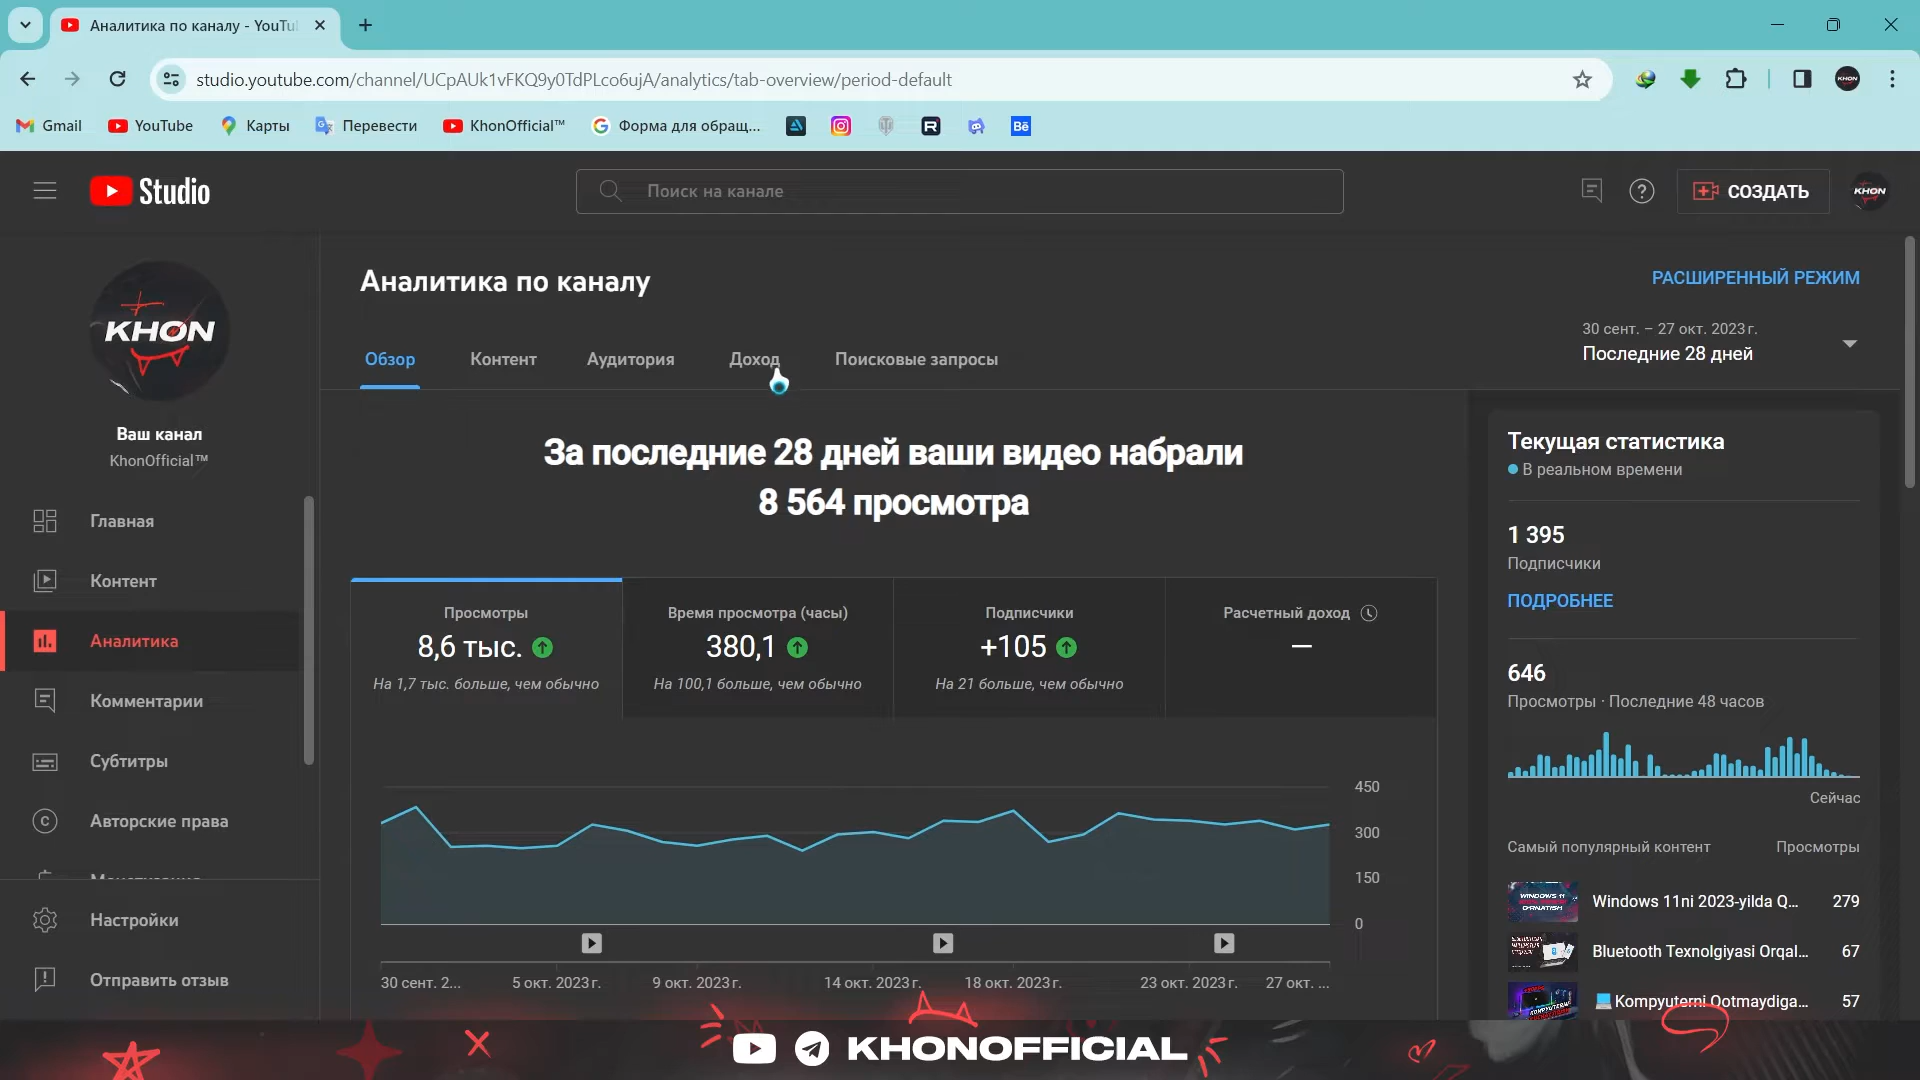 Аналитика по каналу - YouTu
studio.youtube.com/channel/UCpAUk1vFKQ9y0TdPLco6ujA/analytics/tab-overview/period-default
Gmail
YouTube
Карты
Перевести
KhonOfficial™
Форма для обращ...
Bē
Studio
Поиск на канале
СОЗДАТЬ
KHON
KHON
Ваш канал
KhonOfficial™
Главная
Контент
Аналитика
Комментарии
Субтитры
Авторские права
Настройки
Отправить отзыв
Аналитика по каналу
РАСШИРЕННЫЙ РЕЖИМ
Обзор
Контент
Аудитория
Доход
Поисковые запросы
30 сент. – 27 окт. 2023 г.
Последние 28 дней
За последние 28 дней ваши видео набрали
8 564 просмотра
Просмотры
8,6 тыс.
На 1,7 тыс. больше, чем обычно
Время просмотра (часы)
380,1
На 100,1 больше, чем обычно
Подписчики
+105
На 21 больше, чем обычно
Расчетный доход
—
450
300
150
0
30 сент. 2...
5 окт. 2023 г.
9 окт. 2023 г.
14 окт. 2023 г.
18 окт. 2023 г.
23 окт. 2023 г.
27 окт. ...
Текущая статистика
В реальном времени
1 395
Подписчики
ПОДРОБНЕЕ
646
Просмотры · Последние 48 часов
Сейчас
Самый популярный контент
Просмотры
Windows 11ni 2023-yilda Q...
279
Bluetooth Texnolgiyasi Orqal...
67
Kompyuterni Qotmaydiga...
57
KHONOFFICIAL